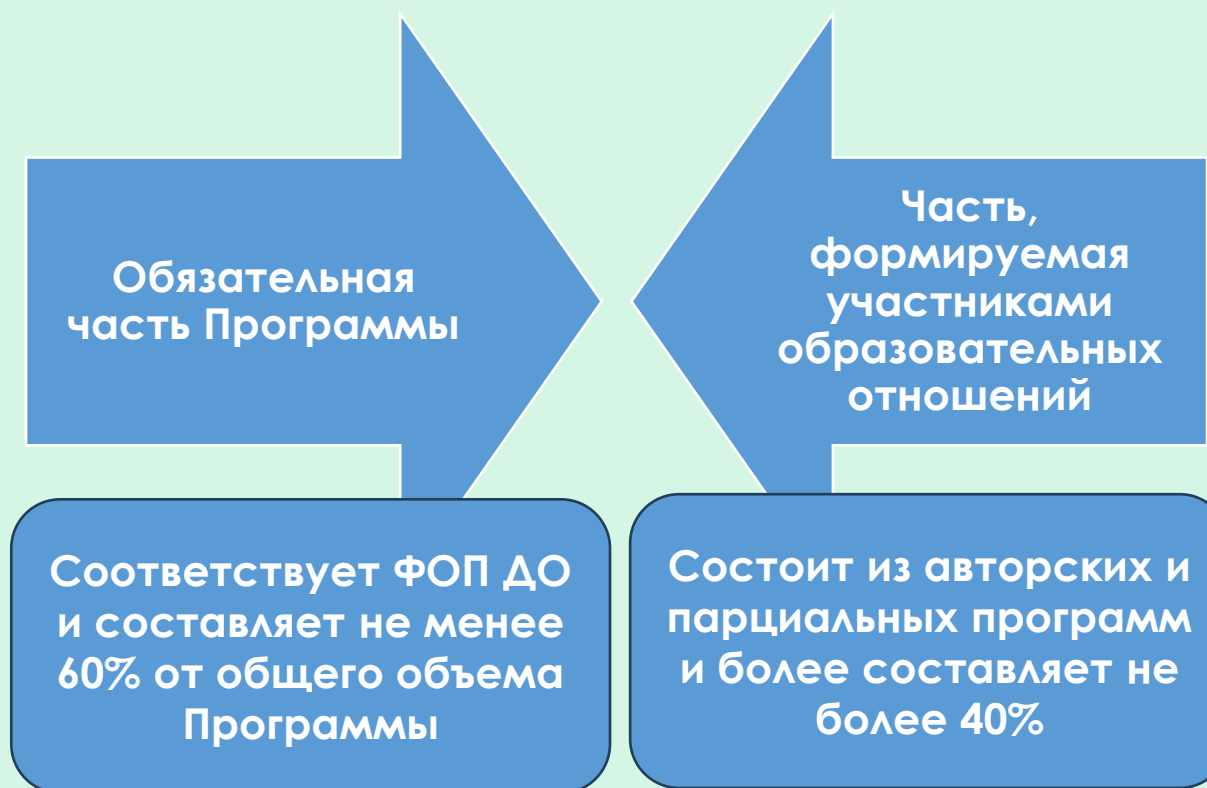 Обязательная
часть Программы
Часть,
формируемая
участниками
образовательных
отношений
Соответствует ФОП ДО
и составляет не менее
60% от общего объема
Программы
Состоит из авторских и
парциальных программ
и более составляет не
более 40%